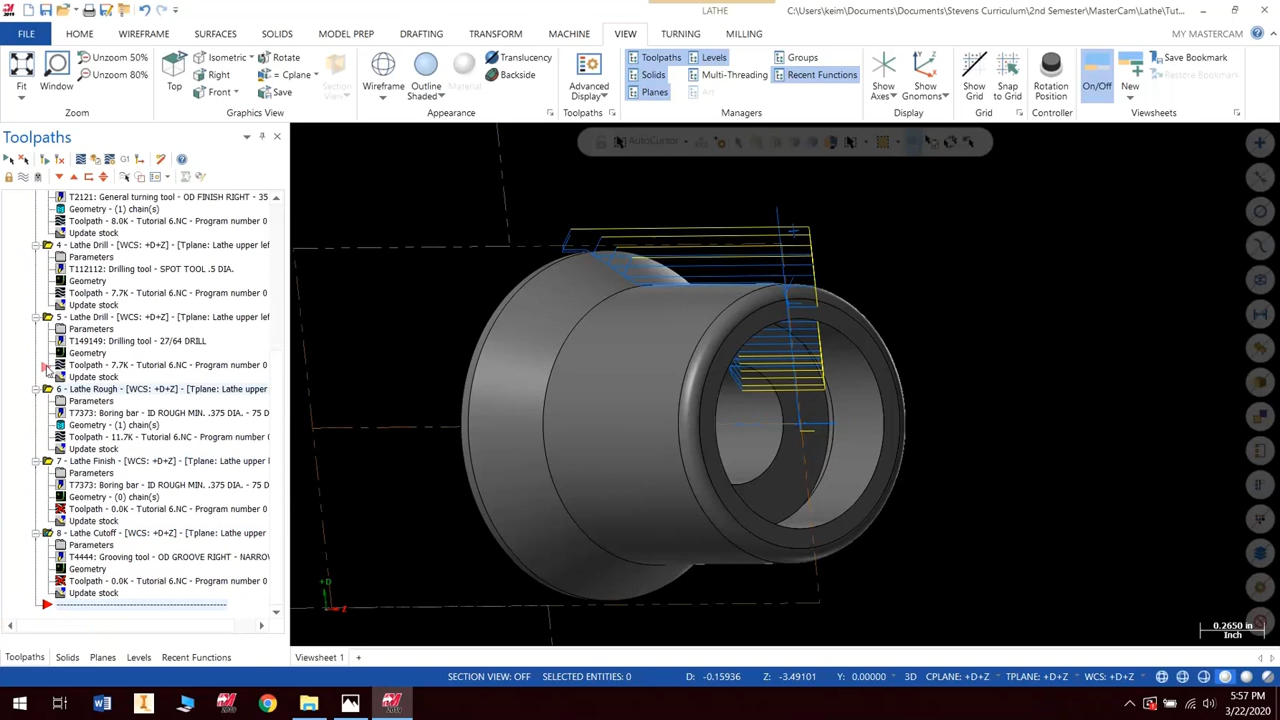 2019
LATHE
C:\Users\keim\Documents\Documents\Stevens Curriculum\2nd Semester\MasterCam\Lathe\Tut...
FILE HOME WIREFRAME SURFACES SOLIDS MODEL PREP DRAFTING TRANSFORM MACHINE VIEW TURNING MILLING MY MASTERCAM
Unzoom 50% Isometric Rotate Translucency Toolpaths Levels Groups Save Bookmark
Unzoom 80% Right = Cplane Backside Solids Multi-Threading Recent Functions Restore Bookmark
Front Save Planes Art
Fit Window Top Section View Wireframe Outline Shaded Material Advanced Display Show Axes Show Gnomons Show Grid Snap to Grid Rotation Position On/Off New
Zoom Graphics View Appearance Toolpaths Managers Display Grid Controller Viewsheets
Toolpaths
AutoCursor
G1
T2121: General turning tool - OD FINISH RIGHT - 35
Geometry - (1) chain(s)
Toolpath - 8.0K - Tutorial 6.NC - Program number 0
Update stock
4 - Lathe Drill - [WCS: +D+Z] - [Tplane: Lathe upper lef
Parameters
T112112: Drilling tool - SPOT TOOL .5 DIA.
Geometry
Toolpath - 7.7K - Tutorial 6.NC - Program number 0
Update stock
5 - Lathe Drill - [WCS: +D+Z] - [Tplane: Lathe upper lef
Parameters
T149149: Drilling tool - 27/64 DRILL
Geometry
Toolpath - 7.7K - Tutorial 6.NC - Program number 0
Update stock
6 - Lathe Rough - [WCS: +D+Z] - [Tplane: Lathe upper
Parameters
T7373: Boring bar - ID ROUGH MIN. .375 DIA. - 75 D
Geometry - (1) chain(s)
Toolpath - 11.7K - Tutorial 6.NC - Program number
Update stock
7 - Lathe Finish - [WCS: +D+Z] - [Tplane: Lathe upper l
Parameters
T7373: Boring bar - ID ROUGH MIN. .375 DIA. - 75 D
Geometry - (0) chain(s)
Toolpath - 0.0K - Tutorial 6.NC - Program number 0
Update stock
8 - Lathe Cutoff - [WCS: +D+Z] - [Tplane: Lathe upper
Parameters
T4444: Grooving tool - OD GROOVE RIGHT - NARROW
Geometry
Toolpath - 0.0K - Tutorial 6.NC - Program number 0
Update stock
+D
Z
0.2650 in
Inch
Toolpaths Solids Planes Levels Recent Functions Viewsheet 1 +
SECTION VIEW: OFF SELECTED ENTITIES: 0 D: -0.15936 Z: -3.49101 Y: 0.00000 3D CPLANE: +D+Z TPLANE: +D+Z WCS: +D+Z
5:57 PM
3/22/2020